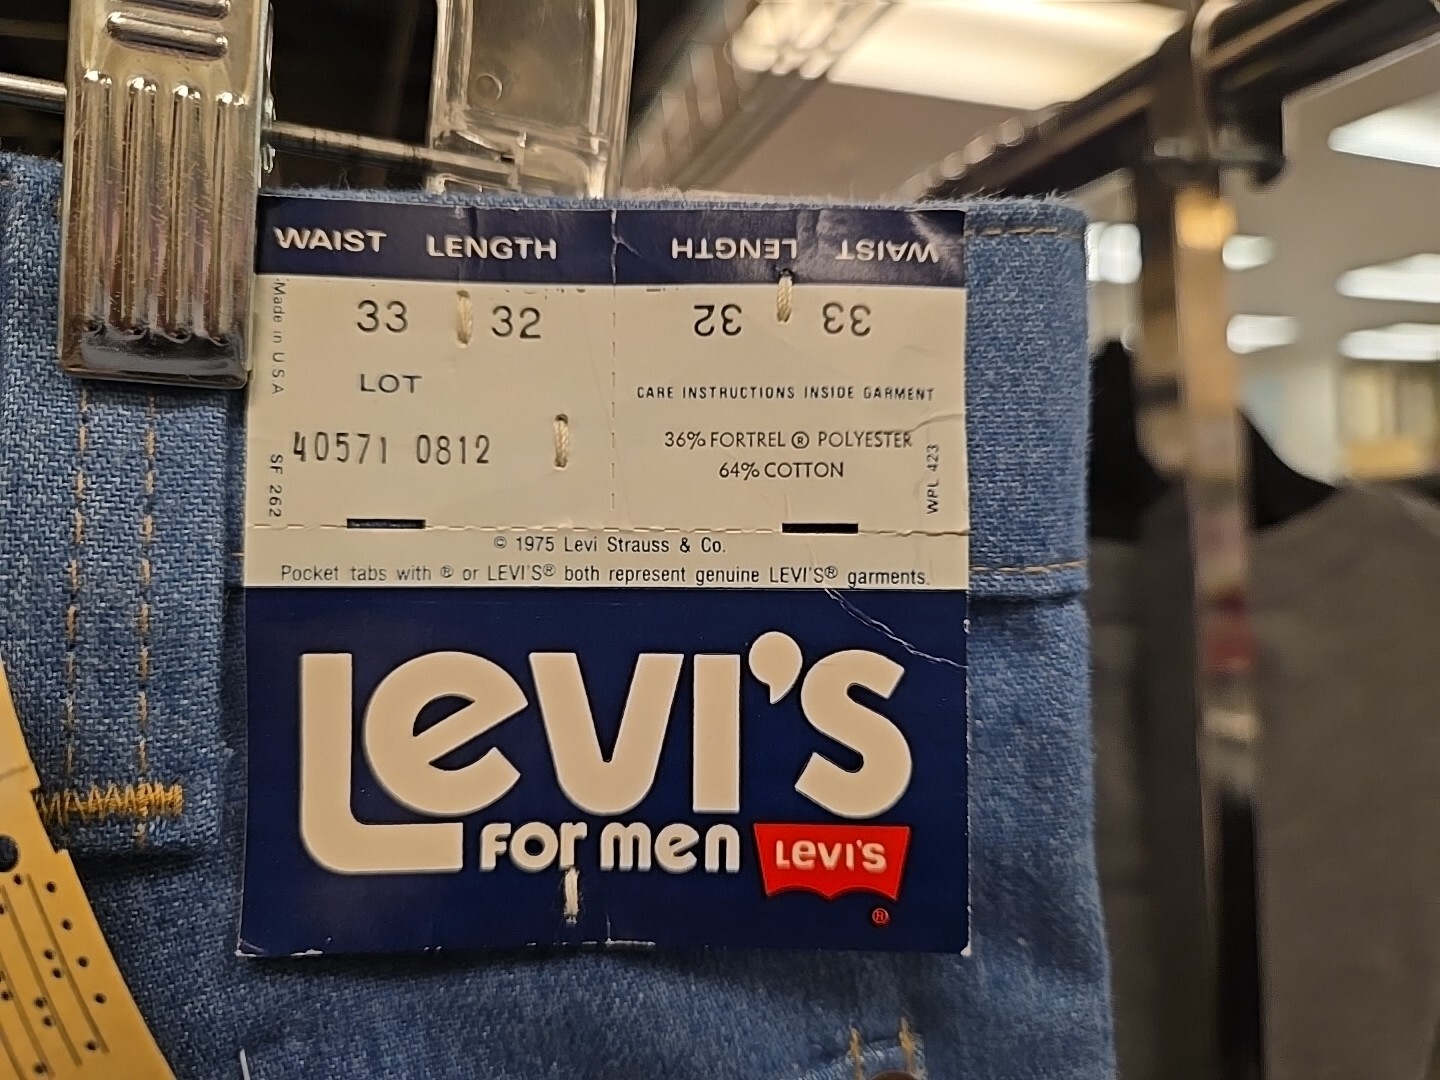 WAIST LENGTH
LENGTH WAIST
33 32
32 33
Made in U.S.A.
LOT
CARE INSTRUCTIONS INSIDE GARMENT
40571 0812
36% FORTREL ® POLYESTER
64% COTTON
SF 262
WPL 423
© 1975 Levi Strauss & Co.
Pocket tabs with ® or LEVI'S® both represent genuine LEVI'S® garments.
LEVI'S
FOR MEN
LEVI'S
®